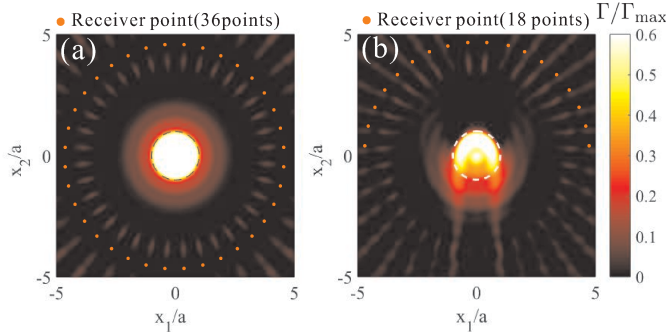 Receiver point(36points)
Receiver point(18 points)
Γ/Γmax
(a)
(b)
5
0
-5
x2/a
-5
0
5
x1/a
5
0
-5
x2/a
-5
0
5
x1/a
0.6
0.5
0.4
0.3
0.2
0.1
0